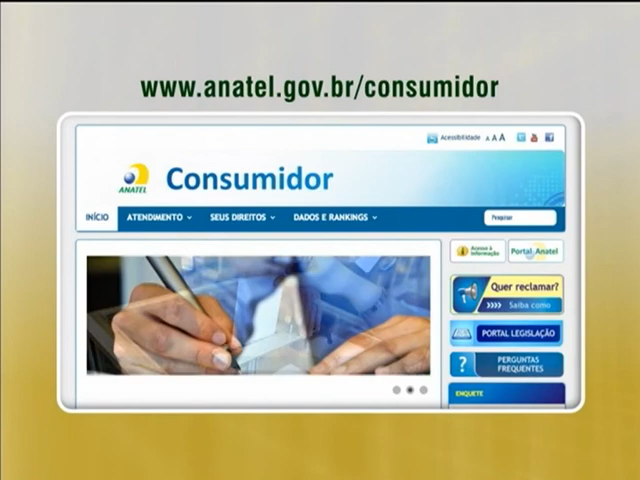 www.anatel.gov.br/consumidor
Acessibilidade A A A
ANATEL
Consumidor
INÍCIO ATENDIMENTO SEUS DIREITOS DADOS E RANKINGS Pesquisar
Acesso à Informação
Portal Anatel
Quer reclamar?
Saiba como
PORTAL LEGISLAÇÃO
PERGUNTAS
FREQUENTES
ENQUETE